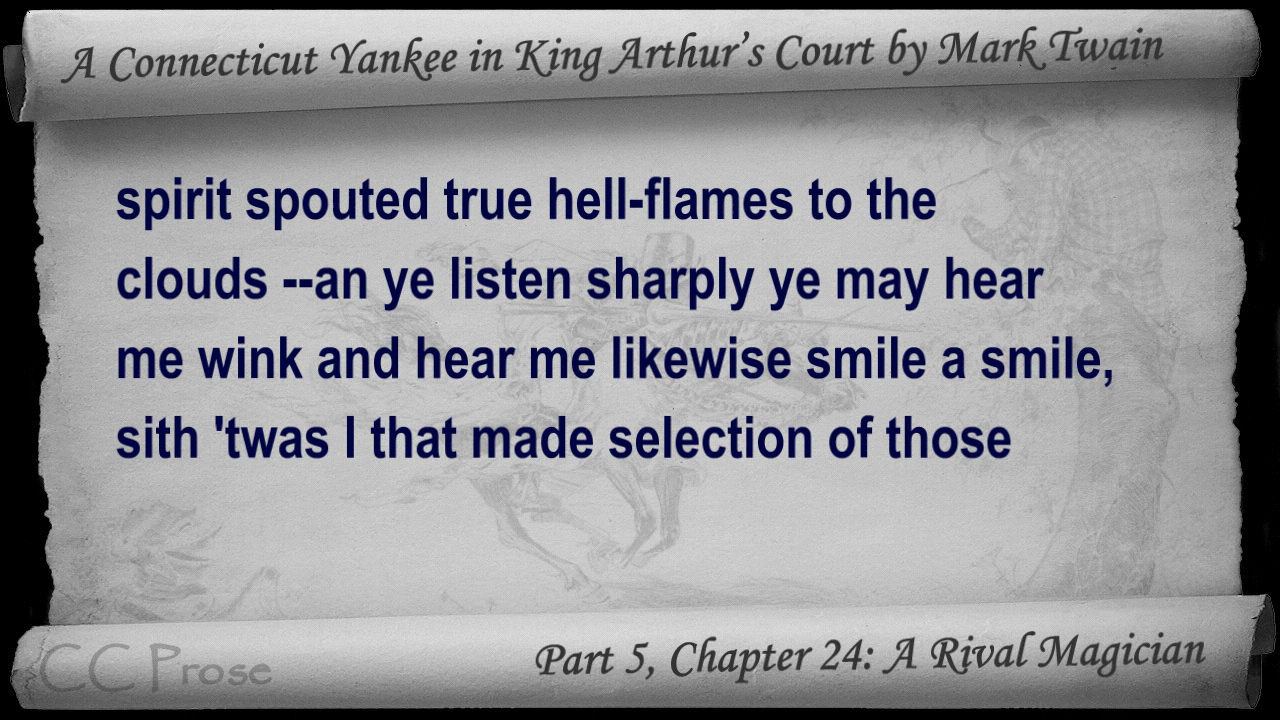 A Connecticut Yankee in King Arthur's Court by Mark Twain
spirit spouted true hell-flames to the
clouds --an ye listen sharply ye may hear
me wink and hear me likewise smile a smile,
sith 'twas I that made selection of those
CC Prose
Part 5, Chapter 24: A Rival Magician